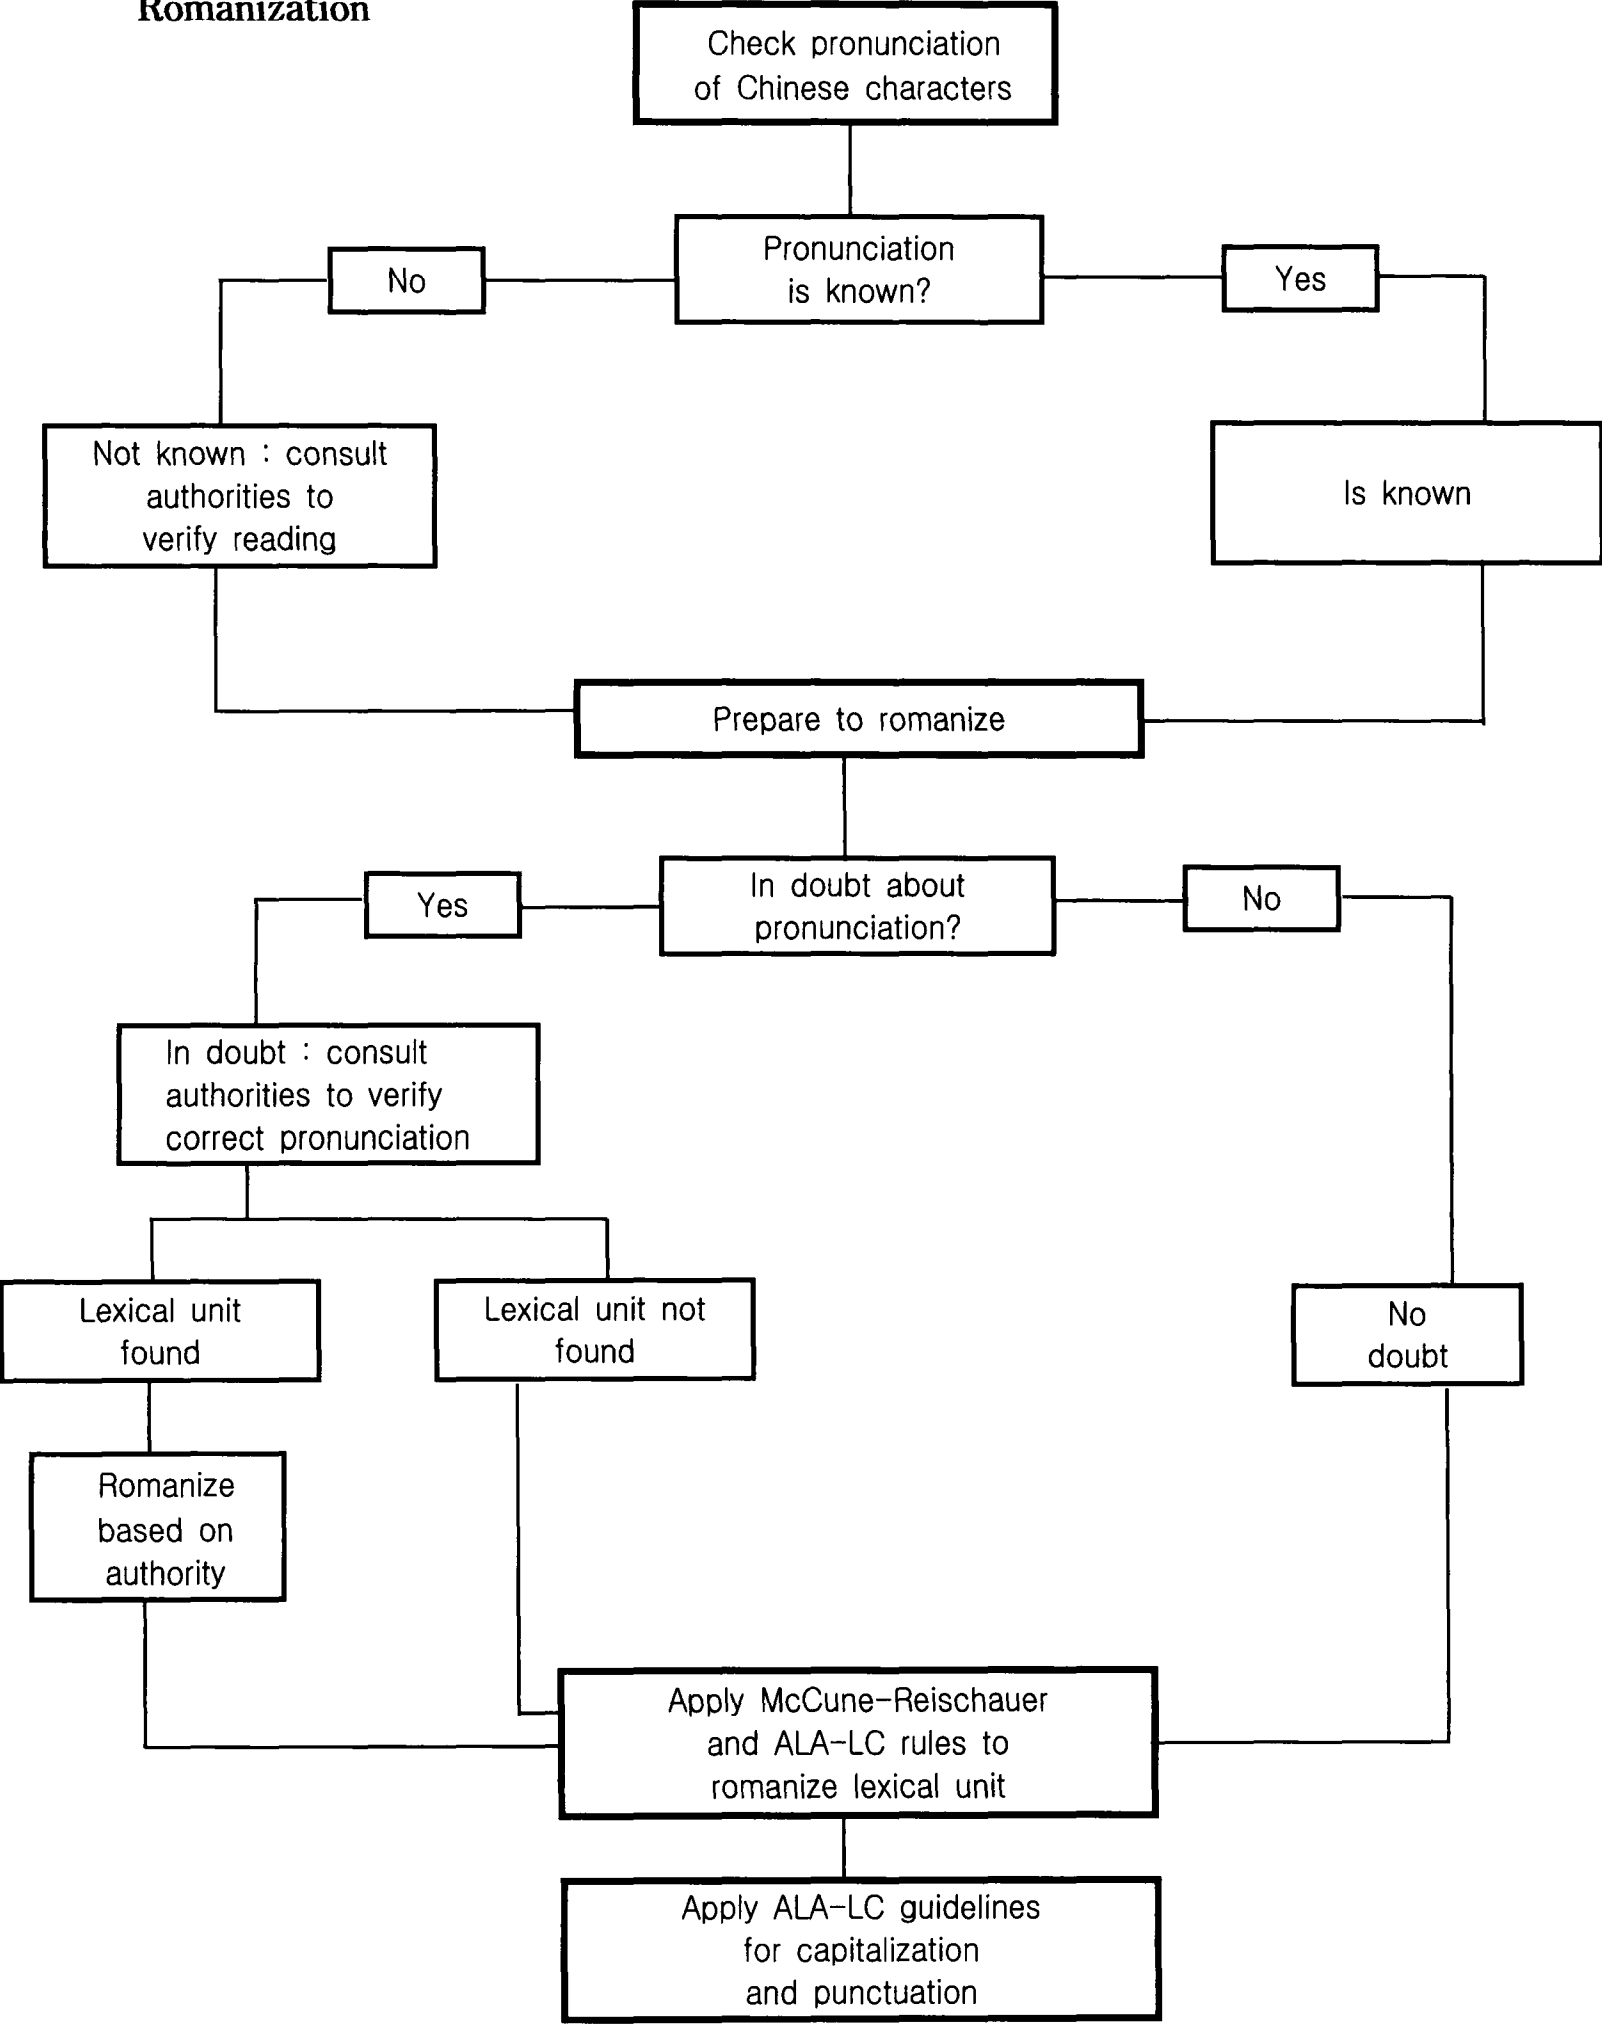 Romanization
Check pronunciation
of Chinese characters
Pronunciation
is known?
No
Yes
Not known : consult
authorities to
verify reading
Is known
Prepare to romanize
In doubt about
pronunciation?
Yes
No
In doubt : consult
authorities to verify
correct pronunciation
Lexical unit
found
Lexical unit not
found
No
doubt
Romanize
based on
authority
Apply McCune-Reischauer
and ALA-LC rules to
romanize lexical unit
Apply ALA-LC guidelines
for capitalization
and punctuation